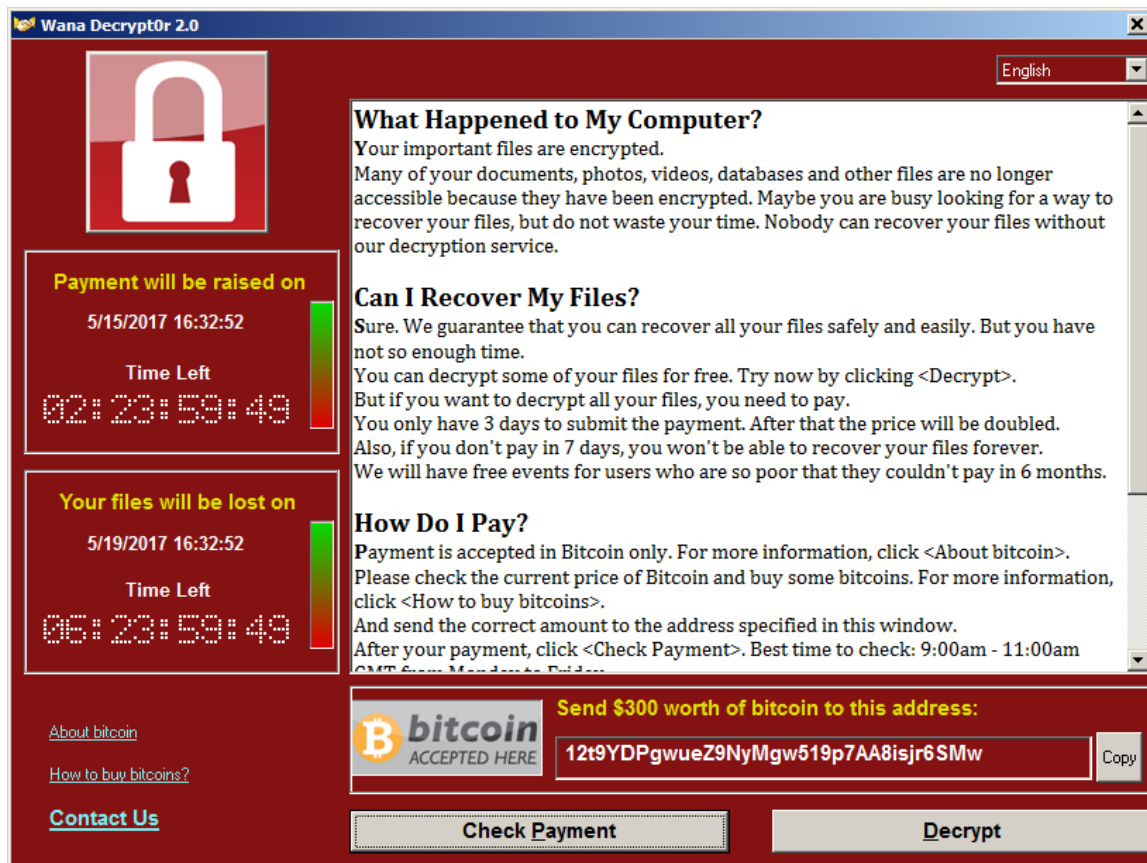 Wana Decrypt0r 2.0
English
What Happened to My Computer?
Your important files are encrypted.
Many of your documents, photos, videos, databases and other files are no longer
accessible because they have been encrypted. Maybe you are busy looking for a way to
recover your files, but do not waste your time. Nobody can recover your files without
our decryption service.
Can I Recover My Files?
Sure. We guarantee that you can recover all your files safely and easily. But you have
not so enough time.
You can decrypt some of your files for free. Try now by clicking <Decrypt>.
But if you want to decrypt all your files, you need to pay.
You only have 3 days to submit the payment. After that the price will be doubled.
Also, if you don't pay in 7 days, you won't be able to recover your files forever.
We will have free events for users who are so poor that they couldn't pay in 6 months.
How Do I Pay?
Payment is accepted in Bitcoin only. For more information, click <About bitcoin>.
Please check the current price of Bitcoin and buy some bitcoins. For more information,
click <How to buy bitcoins>.
And send the correct amount to the address specified in this window.
After your payment, click <Check Payment>. Best time to check: 9:00am - 11:00am
GMT from Monday to Friday
Payment will be raised on
5/15/2017 16:32:52
Time Left
02:23:59:49
Your files will be lost on
5/19/2017 16:32:52
Time Left
06:23:59:49
About bitcoin
How to buy bitcoins?
Contact Us
bitcoin
ACCEPTED HERE
Send $300 worth of bitcoin to this address:
12t9YDPgwueZ9NyMgw519p7AA8isjr6SMw
Copy
Check Payment
Decrypt